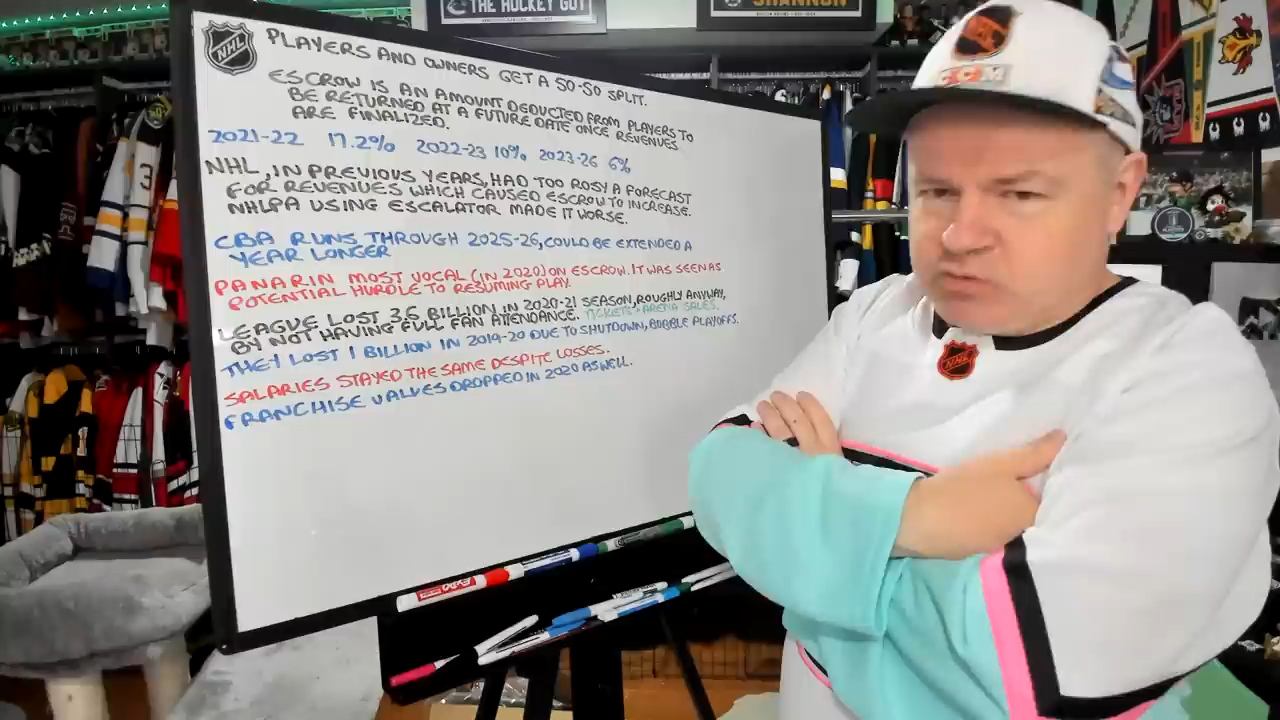 THE HOCKEY GUY
SHANNON
NHL
PLAYERS AND OWNERS GET A 50-50 SPLIT.
ESCROW IS AN AMOUNT DEDUCTED FROM PLAYERS TO
BE RETURNED AT A FUTURE DATE ONCE REVENUES
ARE FINALIZED.
2021-22 17.2% 2022-23 10% 2023-26 6%
NHL, IN PREVIOUS YEARS, HAD TOO ROSY A FORECAST
FOR REVENUES WHICH CAUSED ESCROW TO INCREASE.
NHLPA USING ESCALATOR MADE IT WORSE.
CBA RUNS THROUGH 2025-26, COULD BE EXTENDED A
YEAR LONGER
PANARIN MOST VOCAL (IN 2020) ON ESCROW. IT WAS SEEN AS
POTENTIAL HURDLE TO RESUMING PLAY.
LEAGUE LOST 3.6 BILLION IN 2020-21 SEASON, ROUGHLY ANYWAY,
BY NOT HAVING FULL FAN ATTENDANCE. TICKETS + ARENA SALES.
THEY LOST 1 BILLION IN 2019-20 DUE TO SHUTDOWN, BUBBLE PLAYOFFS.
SALARIES STAYED THE SAME DESPITE LOSSES.
FRANCHISE VALUES DROPPED IN 2020 AS WELL.
CCM
NHL
EXPO